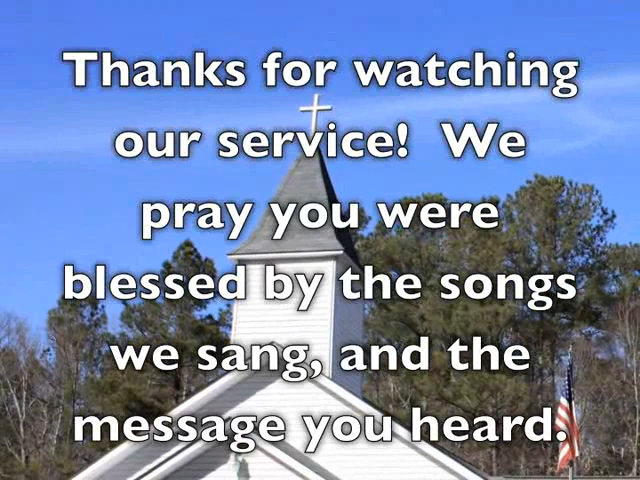 Thanks for watching
our service!  We
pray you were
blessed by the songs
we sang, and the
message you heard.